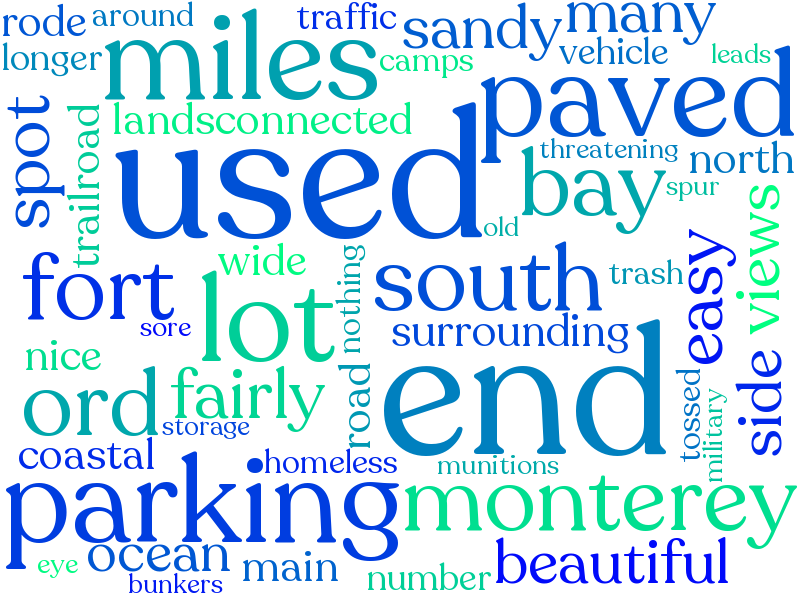 rode
around
traffic
sandy
many
longer
miles
camps
vehicle
leads
paved
spot
trailroad
landsconnected
used
threatening
north
bay
spur
old
fort
wide
lot
nothing
south
trash
easy
views
sore
surrounding
nice
end
ord
fairly
road
tossed
side
military
storage
coastal
homeless
munitions
parking
monterey
eye
ocean
main
number
beautiful
bunkers